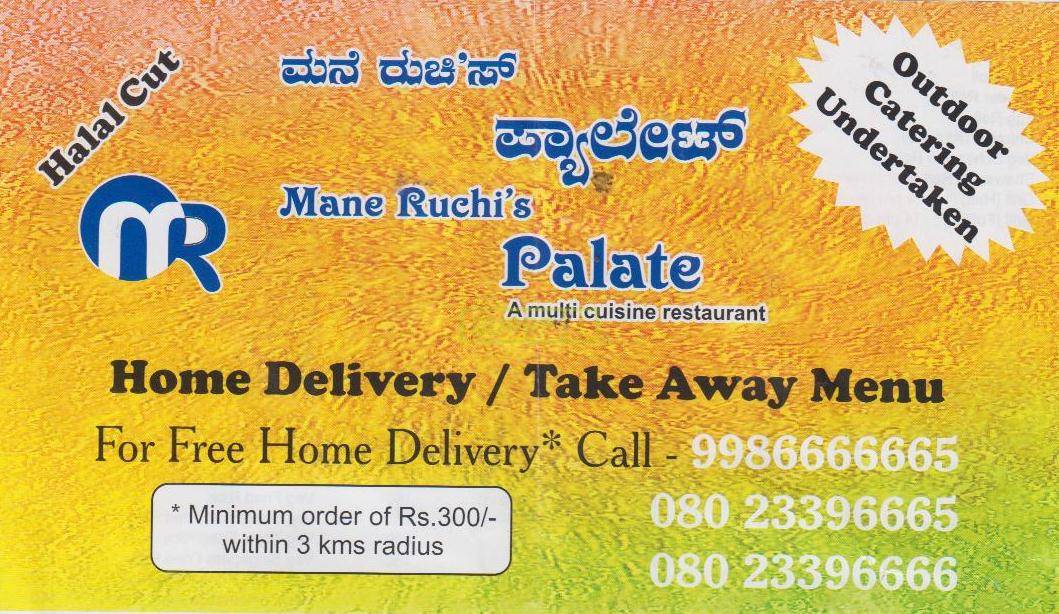 Halal Cut
ಮನೆ ರುಚಿ'ಸ್
ಪ್ಯಾಲೇಟ್
Outdoor
Catering
Undertaken
MR
Mane Ruchi's
Palate
A multi cuisine restaurant
Home Delivery / Take Away Menu
For Free Home Delivery* Call - 9986666665
080 23396665
080 23396666
* Minimum order of Rs.300/-
within 3 kms radius